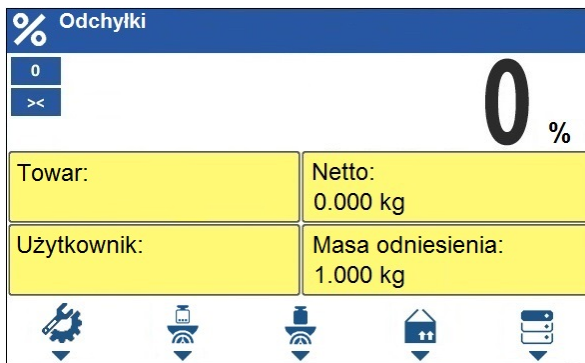 % Odchyłki
0
><
0 %
Towar:
Netto:
0.000 kg
Użytkownik:
Masa odniesienia:
1.000 kg